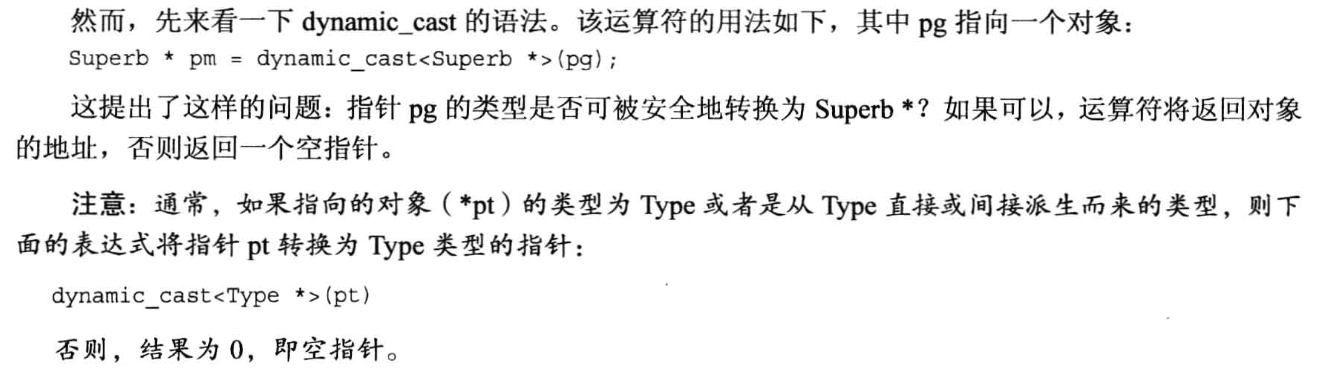 然而，先来看一下 dynamic_cast 的语法。该运算符的用法如下，其中 pg 指向一个对象：
Superb * pm = dynamic_cast<Superb *>(pg);
这提出了这样的问题：指针 pg 的类型是否可被安全地转换为 Superb *？如果可以，运算符将返回对象
的地址，否则返回一个空指针。
注意：通常，如果指向的对象（*pt）的类型为 Type 或者是从 Type 直接或间接派生而来的类型，则下
面的表达式将指针 pt 转换为 Type 类型的指针：
dynamic_cast<Type *>(pt)
否则，结果为 0，即空指针。